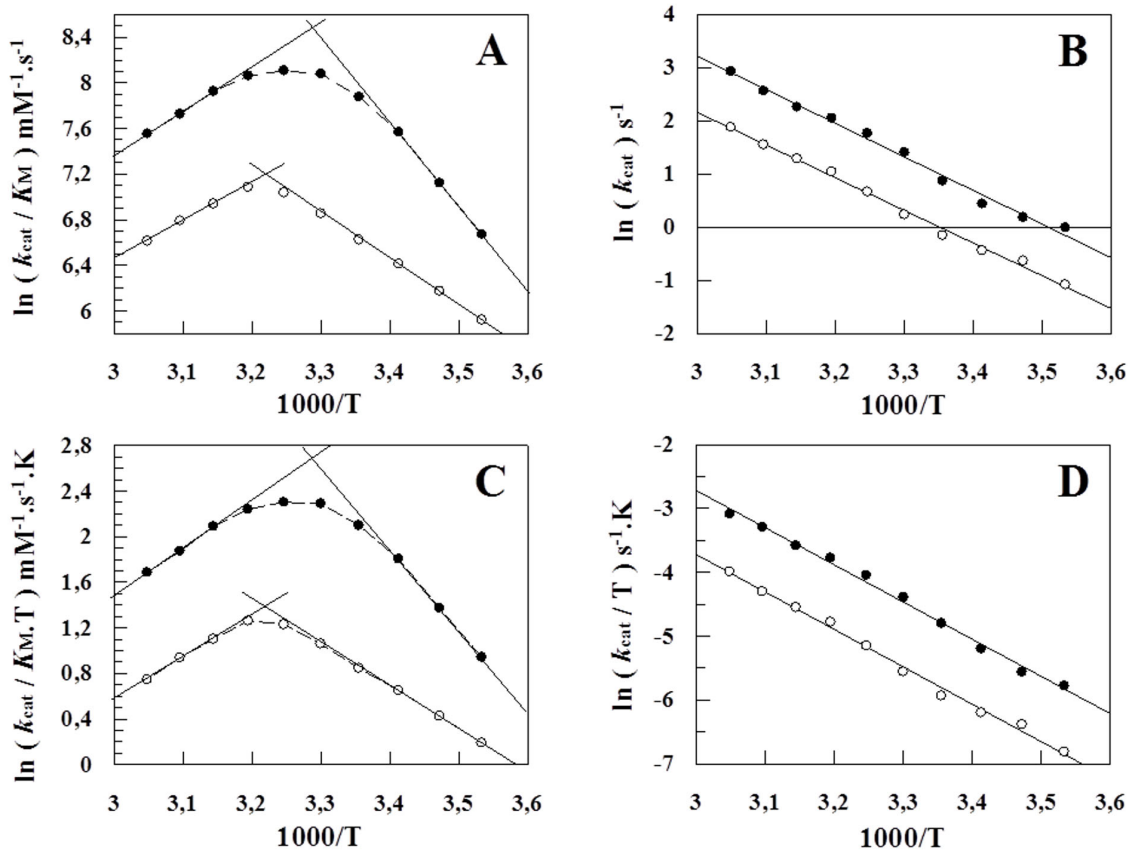 A
ln ( kcat / KM ) mM-1.s-1
8,4
8
7,6
7,2
6,8
6,4
6
3 3,1 3,2 3,3 3,4 3,5 3,6
1000/T
B
ln ( kcat ) s-1
4
3
2
1
0
-1
-2
3 3,1 3,2 3,3 3,4 3,5 3,6
1000/T
C
ln ( kcat / KM.T ) mM-1.s-1.K
2,8
2,4
2
1,6
1,2
0,8
0,4
0
3 3,1 3,2 3,3 3,4 3,5 3,6
1000/T
D
ln ( kcat / T ) s-1.K
-2
-3
-4
-5
-6
-7
3 3,1 3,2 3,3 3,4 3,5 3,6
1000/T